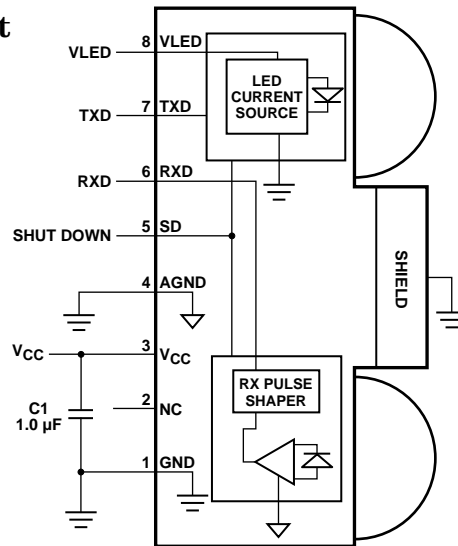 t
VLED 8 VLED
LED
CURRENT
SOURCE
TXD 7 TXD
RXD 6 RXD
SHUT DOWN 5 SD
4 AGND
SHIELD
VCC 3 VCC
RX PULSE
SHAPER
2 NC
C1
1.0 µF
1 GND